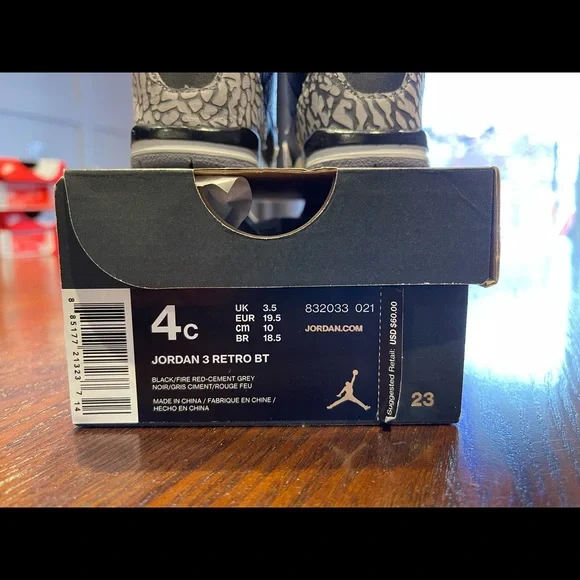 4C
UK 3.5
EUR 19.5
cm 10
BR 18.5
832033 021
JORDAN.COM
JORDAN 3 RETRO BT
BLACK/FIRE RED-CEMENT GREY
NOIR/GRIS CIMENT/ROUGE FEU
MADE IN CHINA / FABRIQUE EN CHINE /
HECHO EN CHINA
8 85177 21323 7 14
Suggested Retail: USD $60.00
23